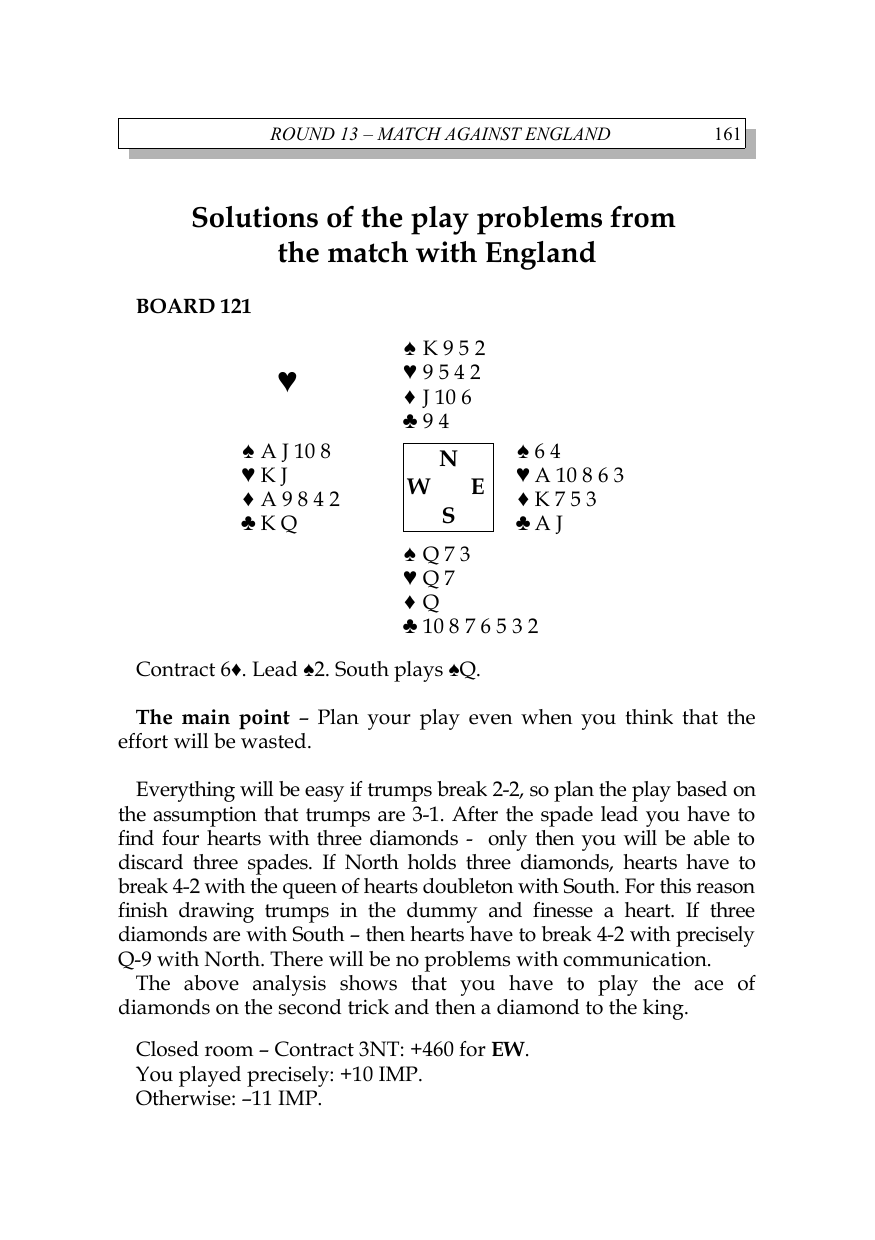 ROUND 13 – MATCH AGAINST ENGLAND 161
Solutions of the play problems from
the match with England
BOARD 121
♠ K 9 5 2
♥ 9 5 4 2
♦ J 10 6
♣ 9 4
♥
♠ A J 10 8
♥ K J
♦ A 9 8 4 2
♣ K Q
N
W E
S
♠ 6 4
♥ A 10 8 6 3
♦ K 7 5 3
♣ A J
♠ Q 7 3
♥ Q 7
♦ Q
♣ 10 8 7 6 5 3 2
Contract 6♦. Lead ♠2. South plays ♠Q.
The main point – Plan your play even when you think that the
effort will be wasted.
Everything will be easy if trumps break 2-2, so plan the play based on
the assumption that trumps are 3-1. After the spade lead you have to
find four hearts with three diamonds - only then you will be able to
discard three spades. If North holds three diamonds, hearts have to
break 4-2 with the queen of hearts doubleton with South. For this reason
finish drawing trumps in the dummy and finesse a heart. If three
diamonds are with South – then hearts have to break 4-2 with precisely
Q-9 with North. There will be no problems with communication.
The above analysis shows that you have to play the ace of
diamonds on the second trick and then a diamond to the king.
Closed room – Contract 3NT: +460 for EW.
You played precisely: +10 IMP.
Otherwise: –11 IMP.